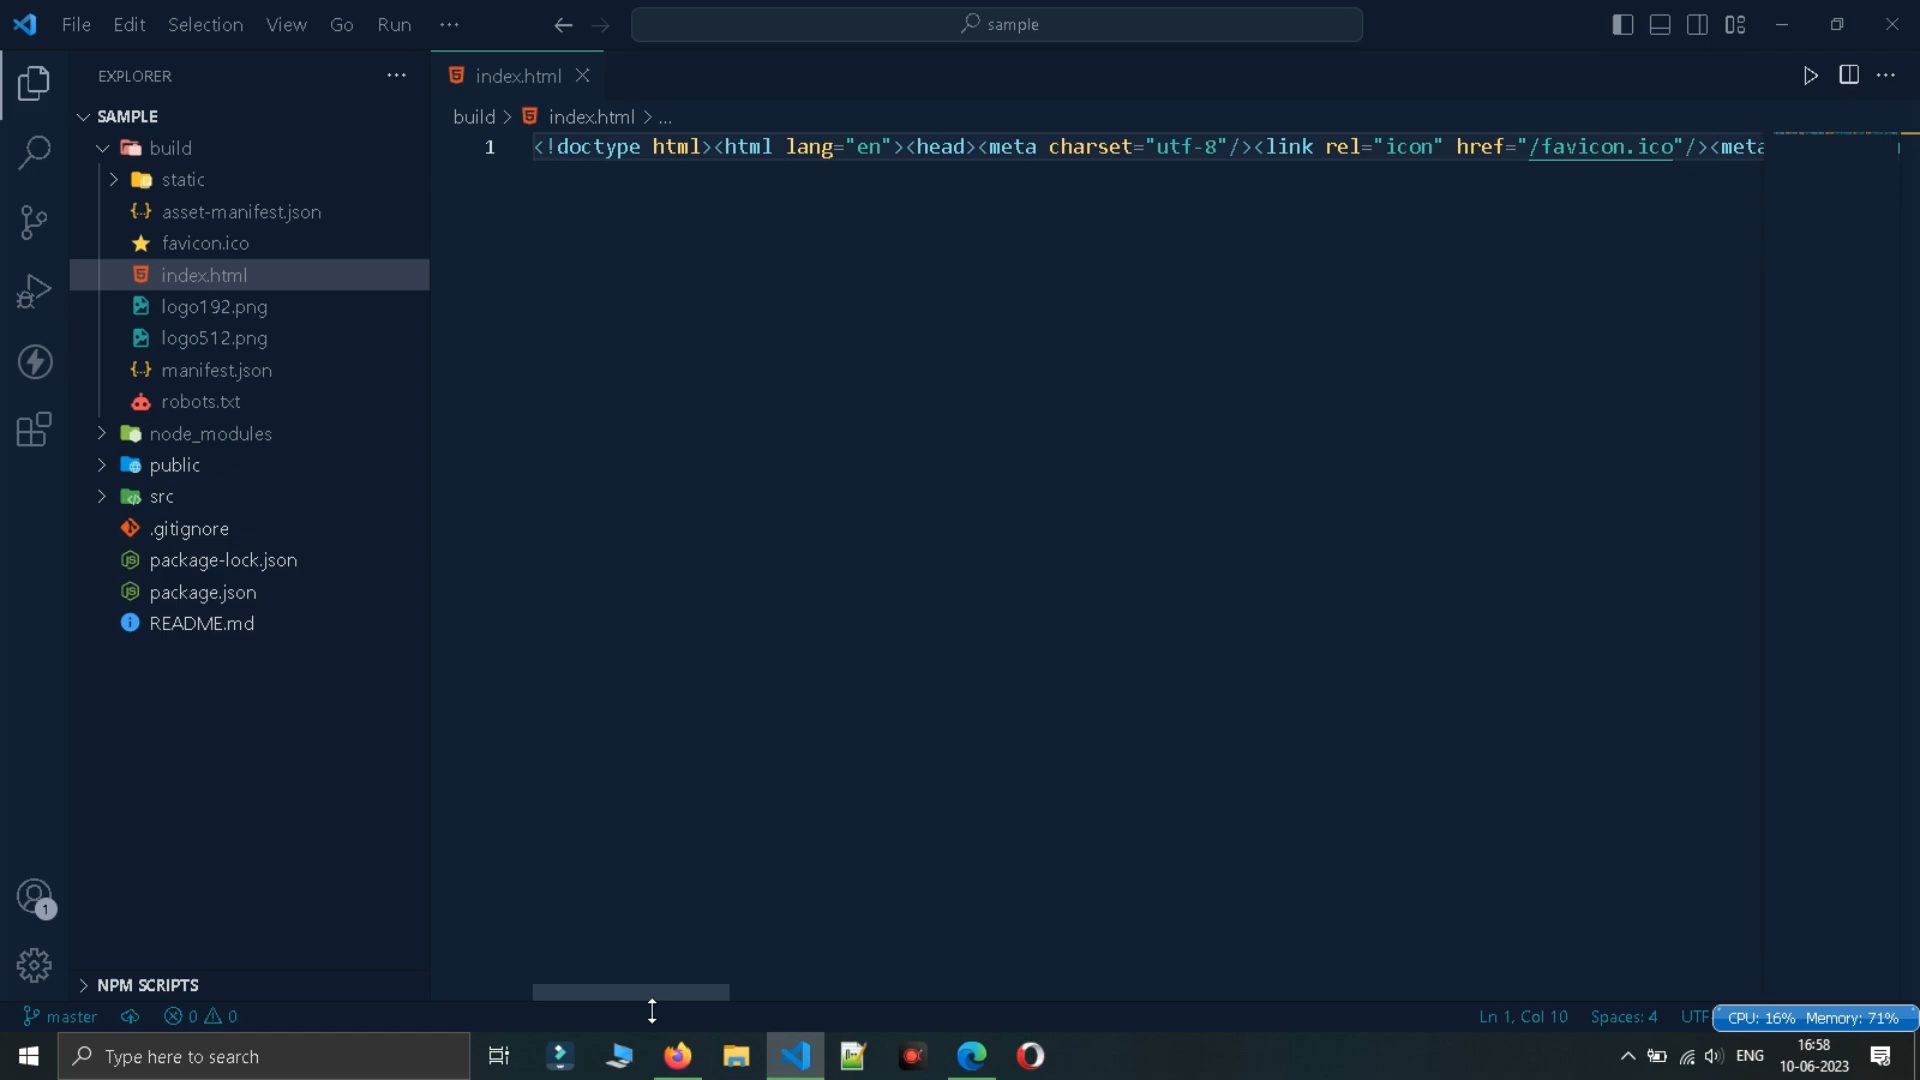 File Edit Selection View Go Run ···
sample
EXPLORER ···
index.html
SAMPLE
build > index.html > ...
1 <!doctype html><html lang="en"><head><meta charset="utf-8"/><link rel="icon" href="/favicon.ico"/><meta
build
static
asset-manifest.json
favicon.ico
index.html
logo192.png
logo512.png
manifest.json
robots.txt
node_modules
public
src
.gitignore
package-lock.json
package.json
README.md
1
NPM SCRIPTS
master 0 0
Ln 1, Col 10 Spaces: 4 UTF
CPU: 16% Memory: 71%
Type here to search
ENG
16:58
10-06-2023